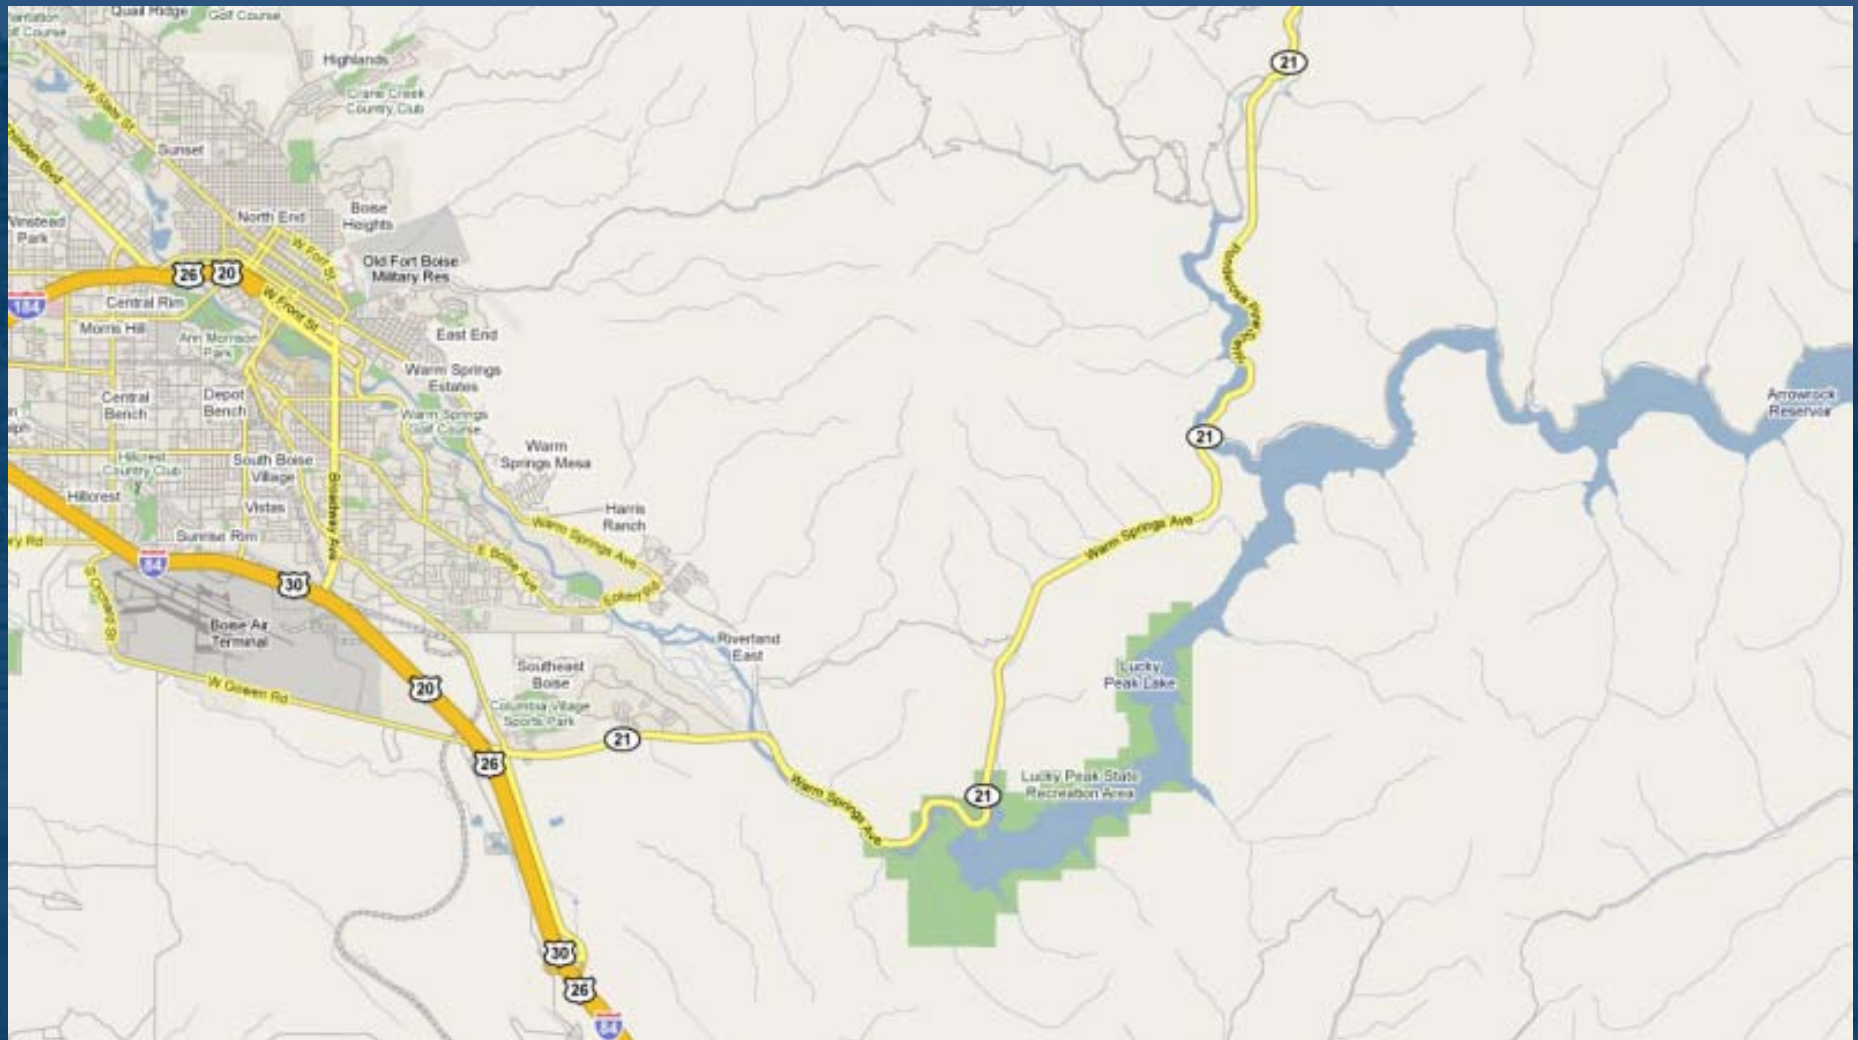 Quail Ridge
Golf Course
Highlands
Crane Creek
Country Club
21
W State St
Sunset
Boise
Heights
North End
W Fort St
Park
Old Fort Boise
Military Res
26
20
184
Central Rim
W Front St
Morris Hill
Ann Morrison
Park
East End
Warm Springs
Estates
Central
Bench
Depot
Bench
Warm Springs
Golf Course
Arrowrock
Reservoir
21
Warm
Springs Mesa
South Boise
Village
Hillcrest
Country Club
Hillcrest
Vistas
Broadway Ave
Harris
Ranch
Sunrise Rim
Warm Springs Ave
Warm Springs Ave
E Boise Ave
84
30
S Orchard St
Eckert Rd
Boise Air
Terminal
Riverland
East
Southeast
Boise
Lucky
Peak Lake
W Gowen Rd
20
Columbia Village
Sports Park
21
26
Warm Springs Ave
21
Lucky Peak State
Recreation Area
30
26
84